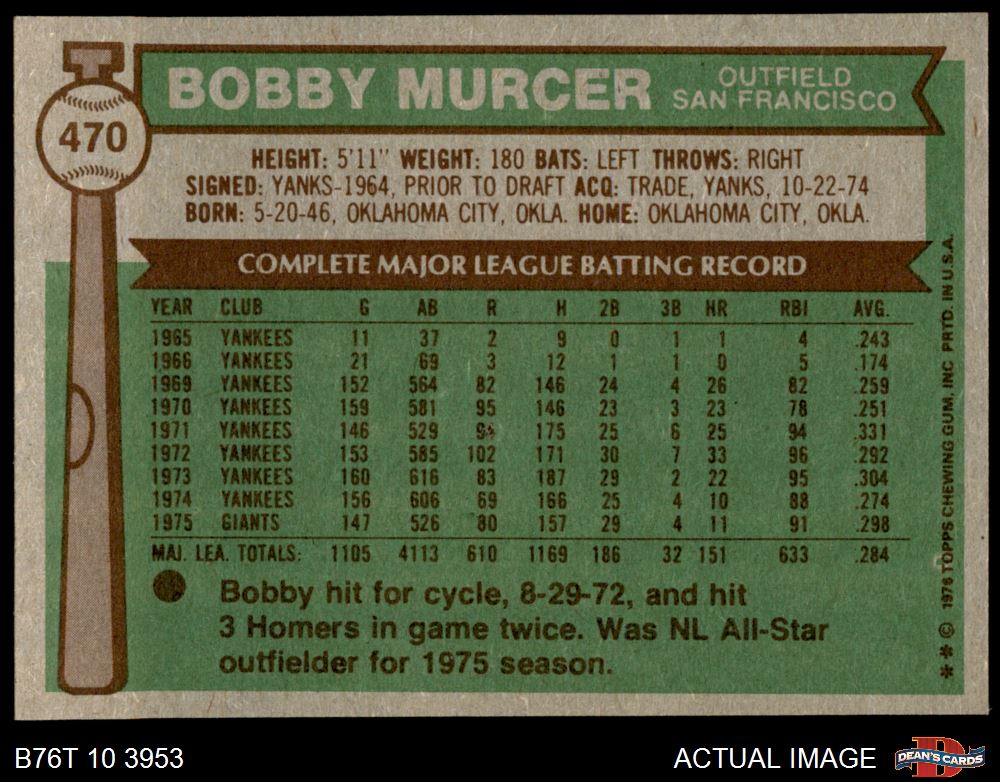 BOBBY MURCER
OUTFIELD
SAN FRANCISCO
470
HEIGHT: 5'11" WEIGHT: 180 BATS: LEFT THROWS: RIGHT
SIGNED: YANKS-1964, PRIOR TO DRAFT ACQ: TRADE, YANKS, 10-22-74
BORN: 5-20-46, OKLAHOMA CITY, OKLA. HOME: OKLAHOMA CITY, OKLA.
COMPLETE MAJOR LEAGUE BATTING RECORD
YEAR CLUB G AB R H 2B 3B HR RBI AVG.
1965 YANKEES 11 37 2 9 0 1 1 4 .243
1966 YANKEES 21 69 3 12 1 1 0 5 .174
1969 YANKEES 152 564 82 146 24 4 26 82 .259
1970 YANKEES 159 581 95 146 23 3 23 78 .251
1971 YANKEES 146 529 94 175 25 6 25 94 .331
1972 YANKEES 153 585 102 171 30 7 33 96 .292
1973 YANKEES 160 616 83 187 29 2 22 95 .304
1974 YANKEES 156 606 69 166 25 4 10 88 .274
1975 GIANTS 147 526 80 157 29 4 11 91 .298
MAJ. LEA. TOTALS: 1105 4113 610 1169 186 32 151 633 .284
Bobby hit for cycle, 8-29-72, and hit
3 Homers in game twice. Was NL All-Star
outfielder for 1975 season.
* * © 1976 TOPPS CHEWING GUM, INC PRTD. IN U.S.A.
B76T 10 3953
ACTUAL IMAGE
D
DEAN'S CARDS